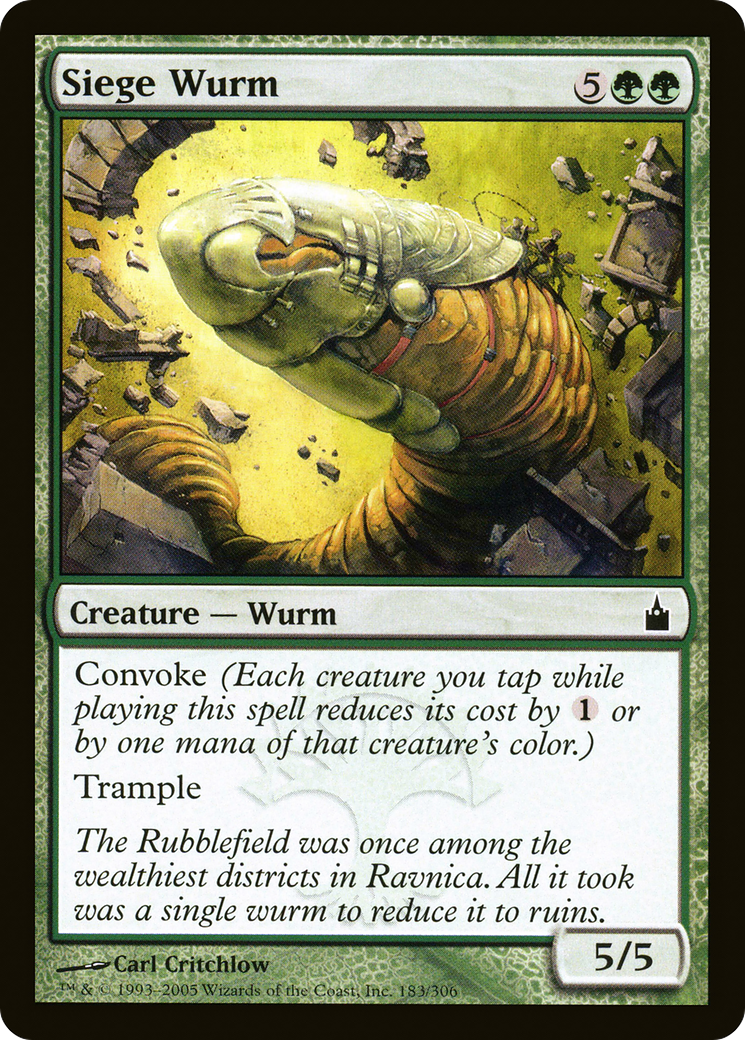 Siege Wurm 5
Creature — Wurm
Convoke (Each creature you tap while
playing this spell reduces its cost by 1 or
by one mana of that creature's color.)
Trample
The Rubblefield was once among the
wealthiest districts in Ravnica. All it took
was a single wurm to reduce it to ruins.
5/5
Carl Critchlow
™ & © 1993–2005 Wizards of the Coast, Inc. 183/306